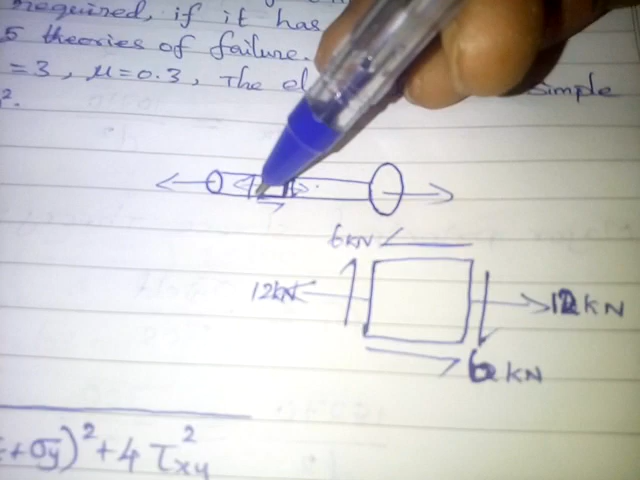 required, if it has
5 theories of failure.
= 3, μ = 0.3, The el simple
2.
6KN
12KN
12KN
6KN
+σy)² + 4 τxy²